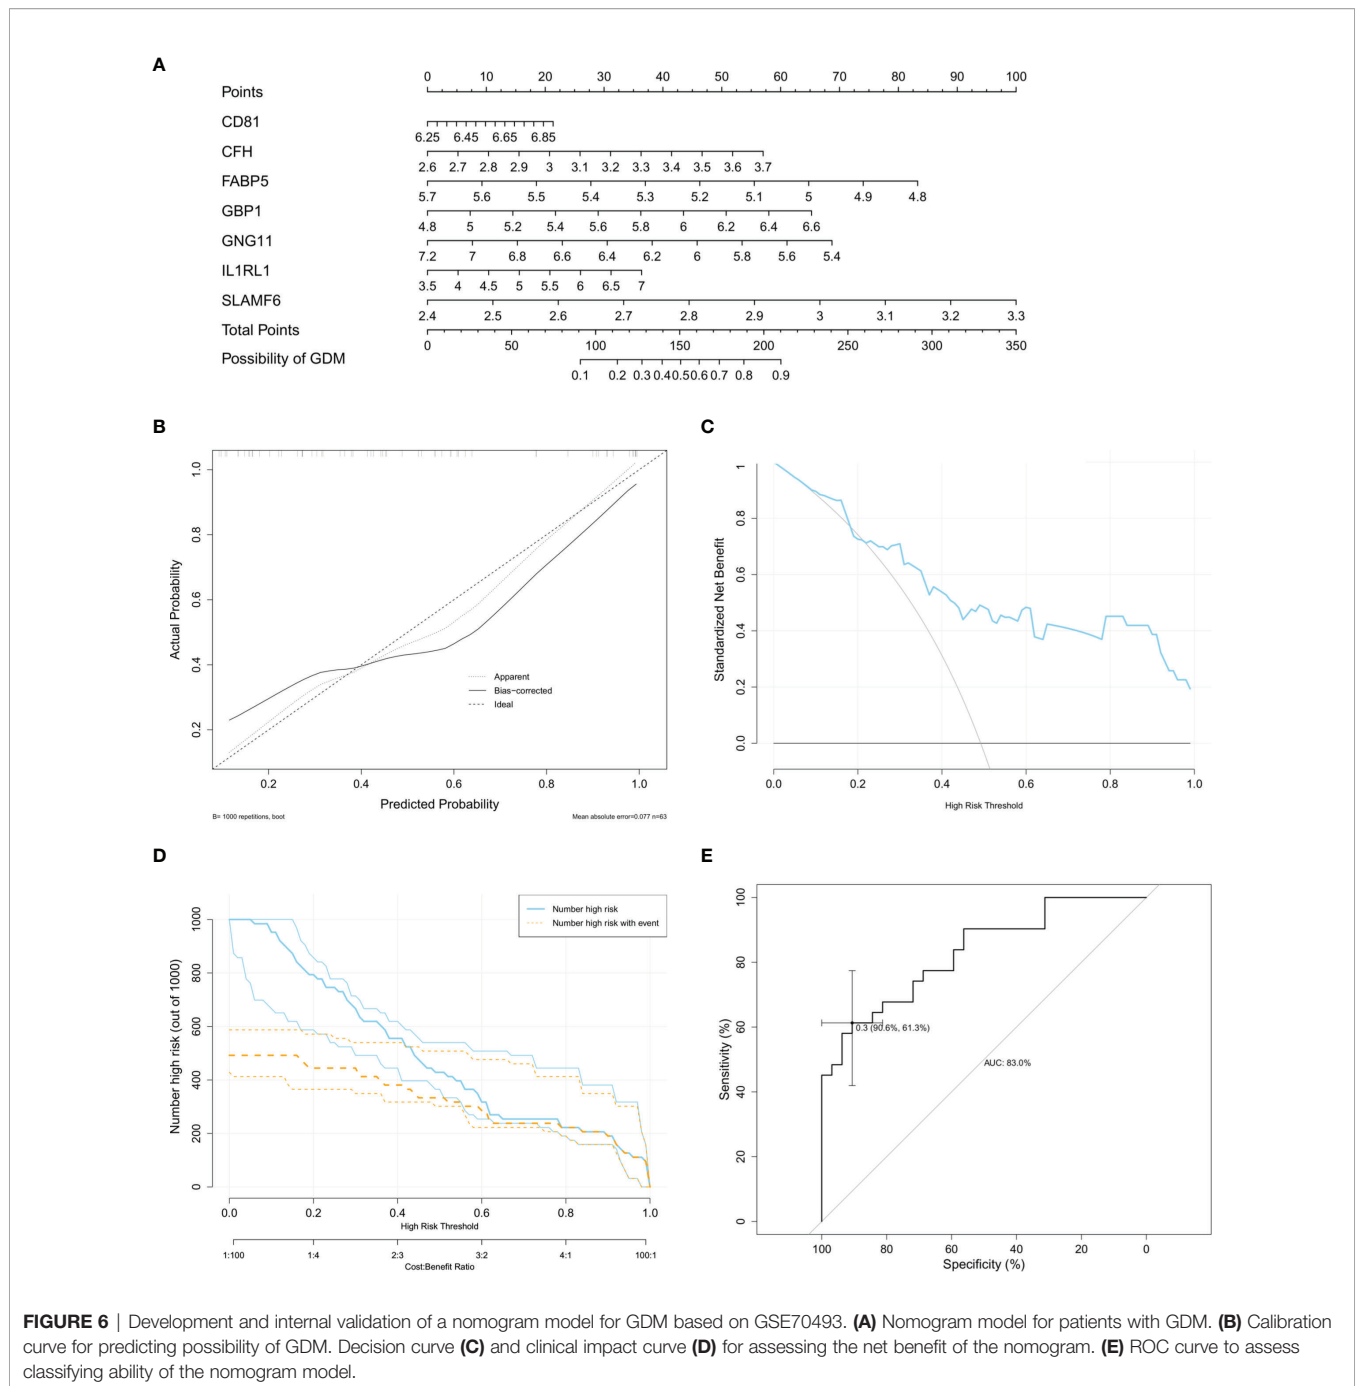 A
Points
0 10 20 30 40 50 60 70 80 90 100
CD81
6.25 6.45 6.65 6.85
CFH
2.6 2.7 2.8 2.9 3 3.1 3.2 3.3 3.4 3.5 3.6 3.7
FABP5
5.7 5.6 5.5 5.4 5.3 5.2 5.1 5 4.9 4.8
GBP1
4.8 5 5.2 5.4 5.6 5.8 6 6.2 6.4 6.6
GNG11
7.2 7 6.8 6.6 6.4 6.2 6 5.8 5.6 5.4
IL1RL1
3.5 4 4.5 5 5.5 6 6.5 7
SLAMF6
2.4 2.5 2.6 2.7 2.8 2.9 3 3.1 3.2 3.3
Total Points
0 50 100 150 200 250 300 350
Possibility of GDM
0.1 0.2 0.3 0.4 0.5 0.6 0.7 0.8 0.9
B
Actual Probability
1.0
0.8
0.6
0.4
0.2
Apparent
Bias-corrected
Ideal
0.2 0.4 0.6 0.8 1.0
Predicted Probability
B= 1000 repetitions, boot
Mean absolute error=0.077 n=63
C
Standardized Net Benefit
1
0.8
0.6
0.4
0.2
0.0
0.0 0.2 0.4 0.6 0.8 1.0
High Risk Threshold
D
Number high risk (out of 1000)
1000
800
600
400
200
0
Number high risk
Number high risk with event
0.0 0.2 0.4 0.6 0.8 1.0
High Risk Threshold
1:100 1:4 2:3 3:2 4:1 100:1
Cost:Benefit Ratio
E
Sensitivity (%)
100
80
60
40
20
0
0.3 (90.6%, 61.3%)
AUC: 83.0%
100 80 60 40 20 0
Specificity (%)
FIGURE 6 | Development and internal validation of a nomogram model for GDM based on GSE70493. (A) Nomogram model for patients with GDM. (B) Calibration
curve for predicting possibility of GDM. Decision curve (C) and clinical impact curve (D) for assessing the net benefit of the nomogram. (E) ROC curve to assess
classifying ability of the nomogram model.